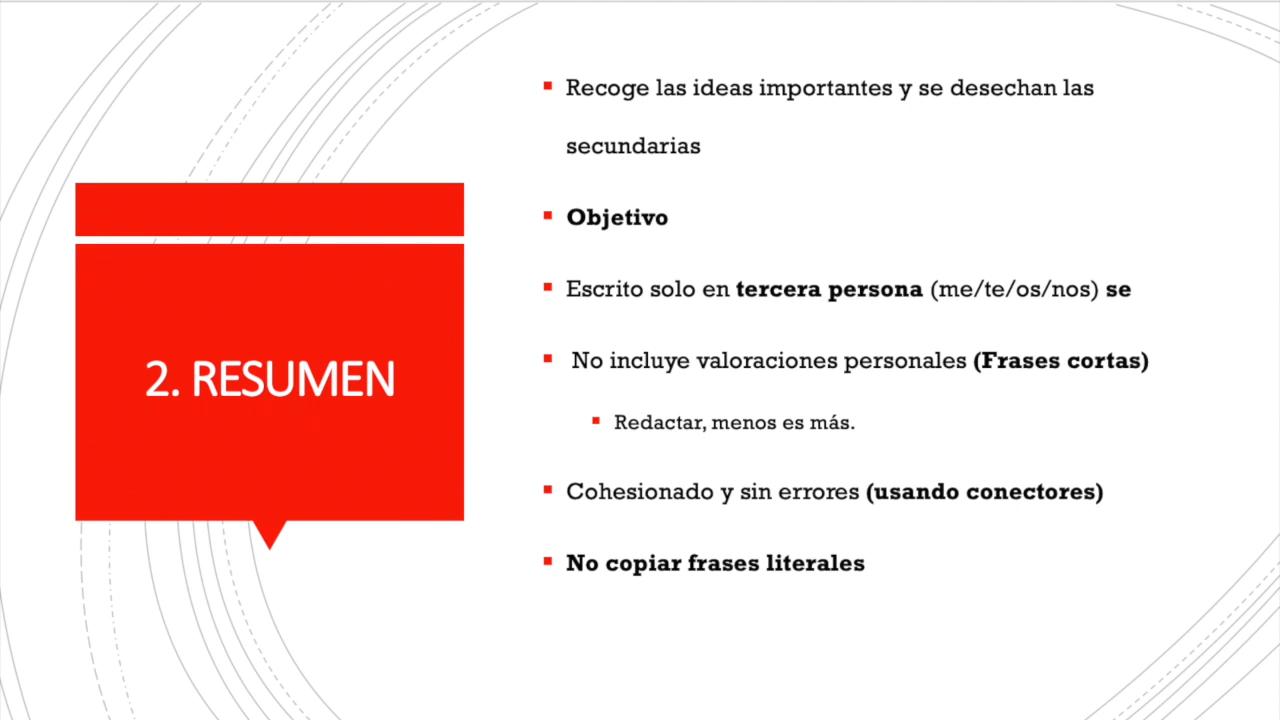 2. RESUMEN
Recoge las ideas importantes y se desechan las
secundarias
Objetivo
Escrito solo en tercera persona (me/te/os/nos) se
No incluye valoraciones personales (Frases cortas)
Redactar, menos es más.
Cohesionado y sin errores (usando conectores)
No copiar frases literales